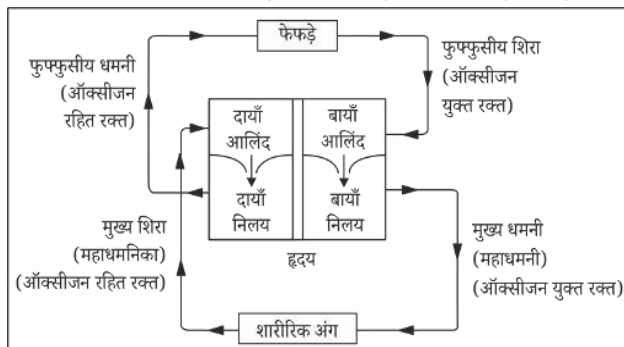 फेफड़े
फुफ्फुसीय धमनी
(ऑक्सीजन
रहित रक्त)
फुफ्फुसीय शिरा
(ऑक्सीजन
युक्त रक्त)
दायाँ
आलिंद
बायाँ
आलिंद
दायाँ
निलय
बायाँ
निलय
हृदय
मुख्य शिरा
(महाधमनिका)
(ऑक्सीजन रहित रक्त)
मुख्य धमनी
(महाधमनी)
(ऑक्सीजन युक्त रक्त)
शारीरिक अंग